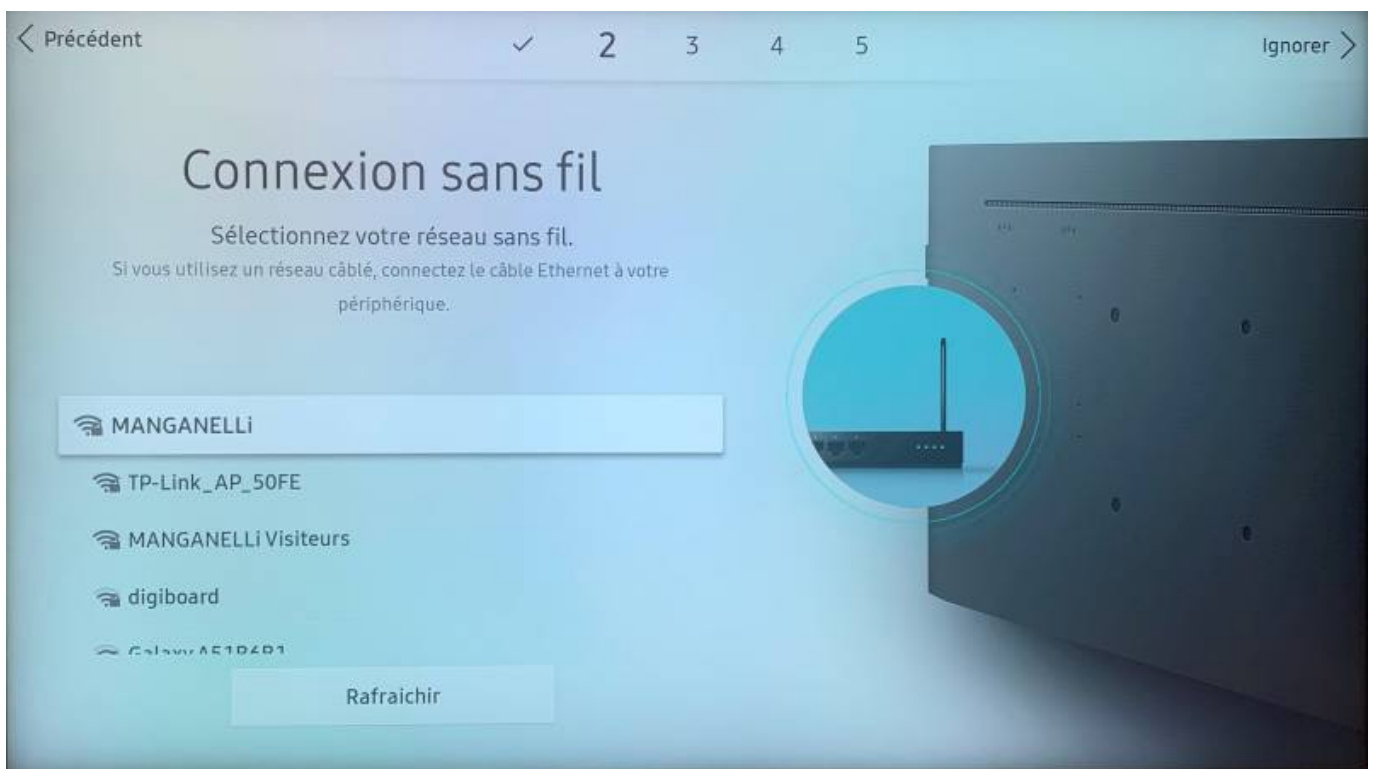 Précédent
2
3
4
5
Ignorer
Connexion sans fil
Sélectionnez votre réseau sans fil.
Si vous utilisez un réseau câblé, connectez le câble Ethernet à votre
périphérique.
MANGANELLi
TP-Link_AP_50FE
MANGANELLi Visiteurs
digiboard
Galaxy
Rafraichir